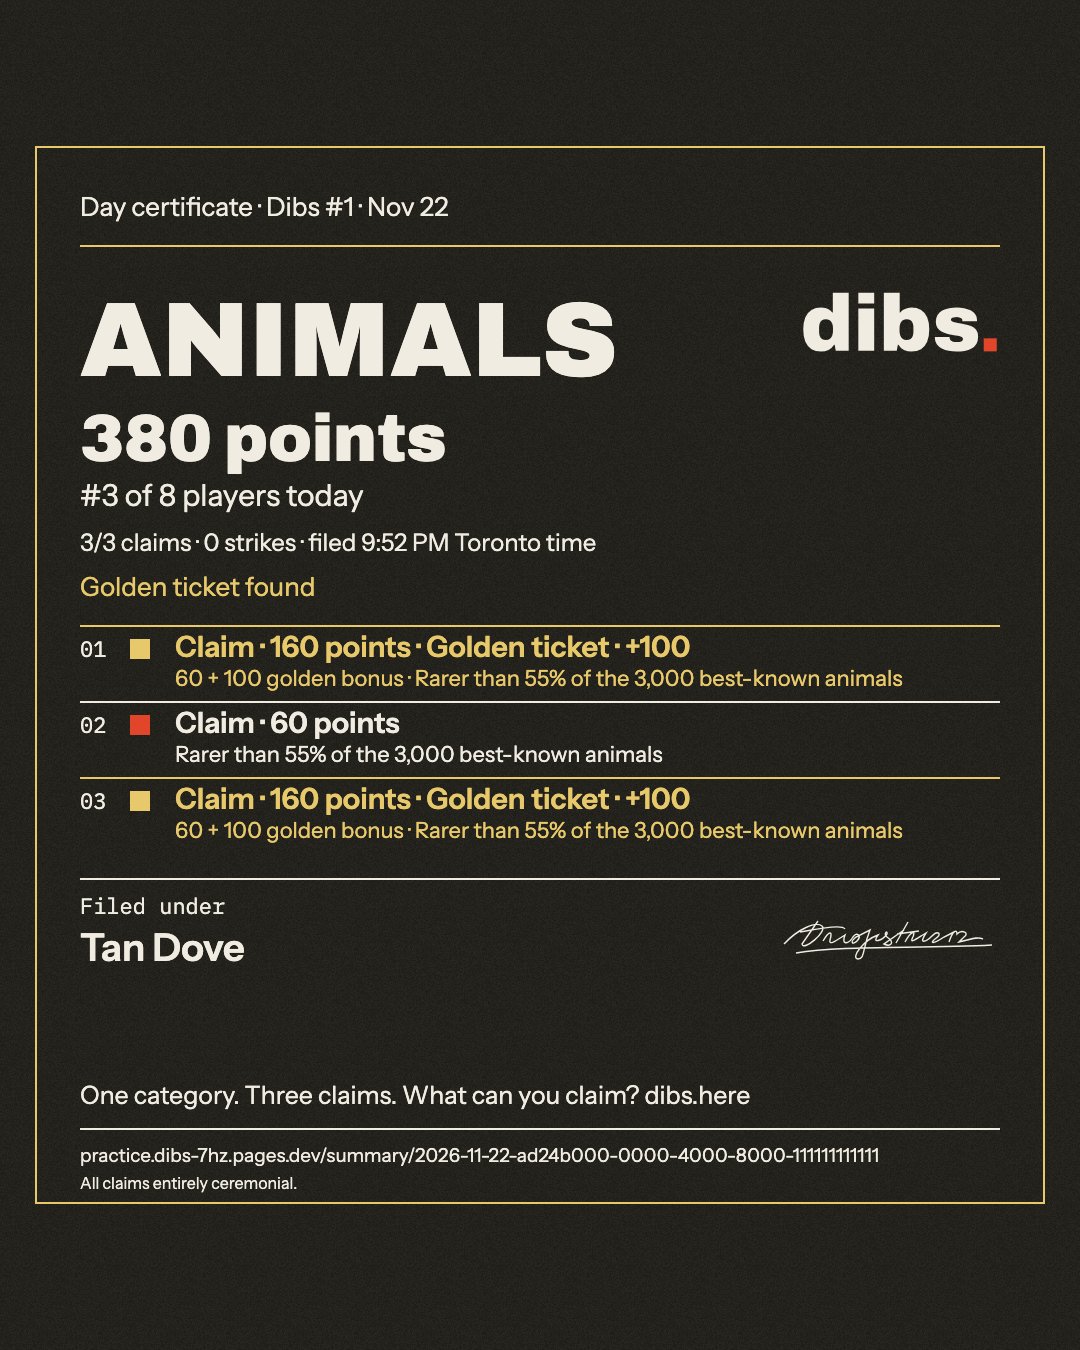 Day certificate · Dibs #1 · Nov 22
ANIMALS
dibs.
380 points
#3 of 8 players today
3/3 claims · 0 strikes · filed 9:52 PM Toronto time
Golden ticket found
01 Claim · 160 points · Golden ticket · +100
60 + 100 golden bonus · Rarer than 55% of the 3,000 best-known animals
02 Claim · 60 points
Rarer than 55% of the 3,000 best-known animals
03 Claim · 160 points · Golden ticket · +100
60 + 100 golden bonus · Rarer than 55% of the 3,000 best-known animals
Filed under
Tan Dove
One category. Three claims. What can you claim? dibs.here
practice.dibs-7hz.pages.dev/summary/2026-11-22-ad24b000-0000-4000-8000-111111111111
All claims entirely ceremonial.